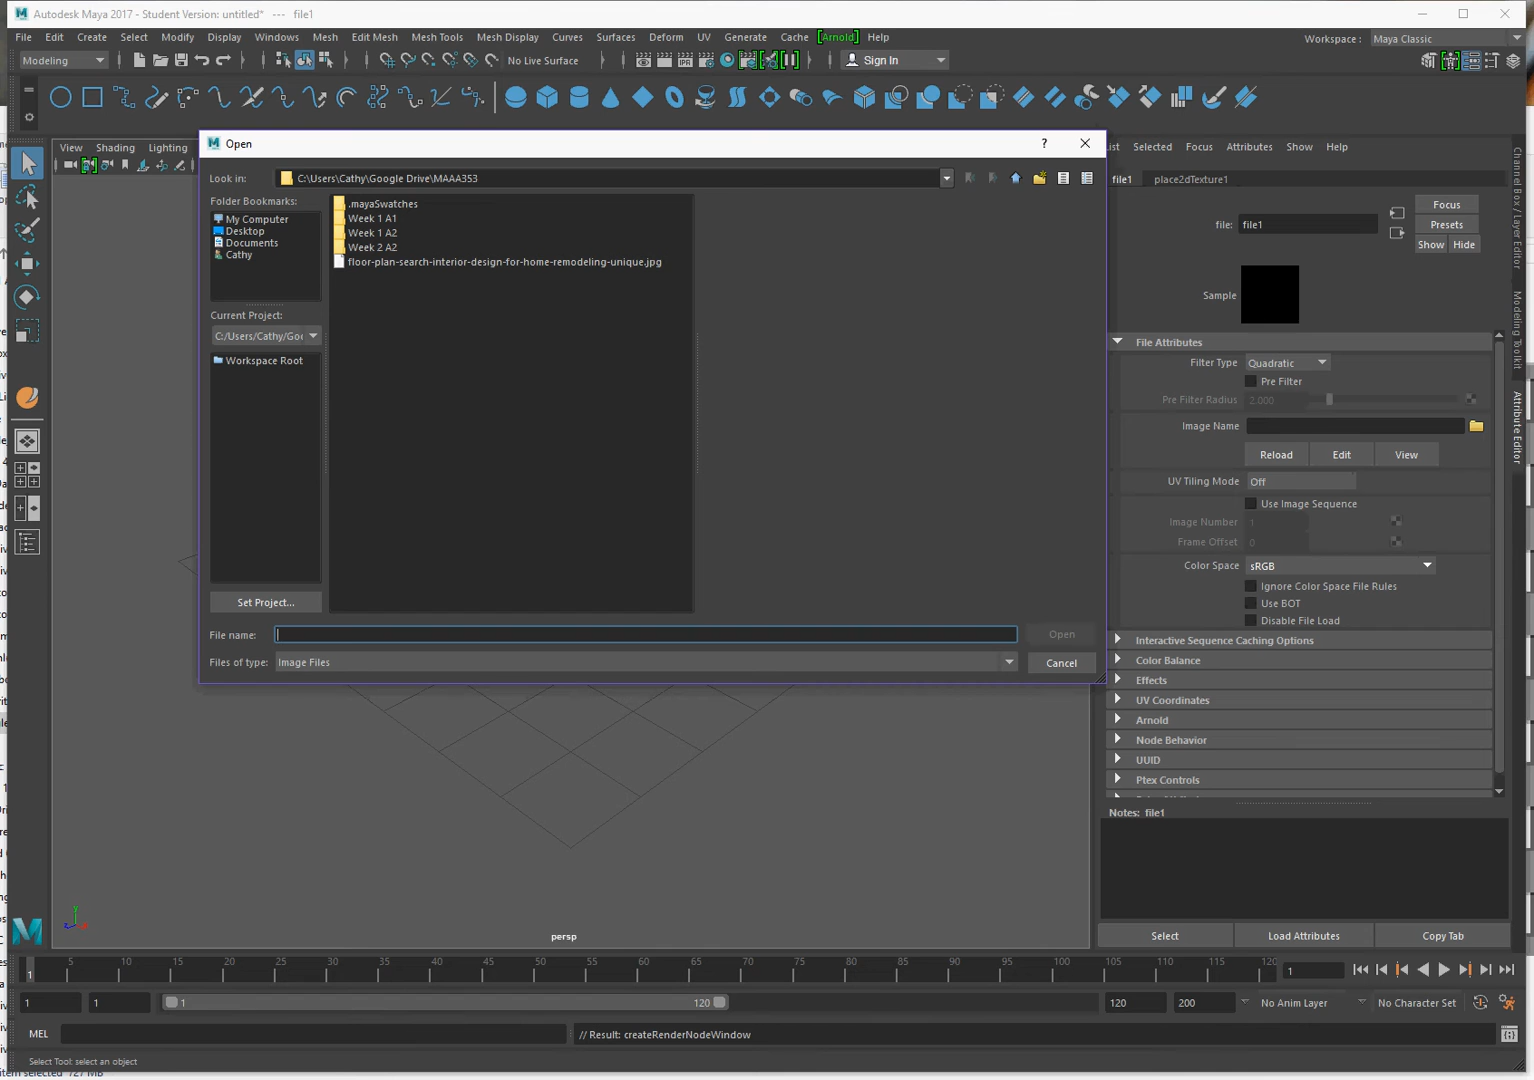 Autodesk Maya 2017 - Student Version: untitled* --- file1
File Edit Create Select Modify Display Windows Mesh Edit Mesh Mesh Tools Mesh Display Curves Surfaces Deform UV Generate Cache [Arnold] Help
Workspace : Maya Classic
Modeling
No Live Surface
IPR
Sign In
View Shading Lighting
Open
?
Look in:
C:\Users\Cathy\Google Drive\MAAA353
Folder Bookmarks:
My Computer
Desktop
Documents
Cathy
.mayaSwatches
Week 1 A1
Week 1 A2
Week 2 A2
floor-plan-search-interior-design-for-home-remodeling-unique.jpg
Current Project:
C:/Users/Cathy/Goo
Workspace Root
Set Project...
File name:
Open
Files of type: Image Files
Cancel
ist Selected Focus Attributes Show Help
file1 place2dTexture1
file: file1
Focus
Presets
Show Hide
Sample
File Attributes
Filter Type Quadratic
Pre Filter
Pre Filter Radius 2.000
Image Name
Reload Edit View
UV Tiling Mode Off
Use Image Sequence
Image Number 1
Frame Offset 0
Color Space sRGB
Ignore Color Space File Rules
Use BOT
Disable File Load
Interactive Sequence Caching Options
Color Balance
Effects
UV Coordinates
Arnold
Node Behavior
UUID
Ptex Controls
Notes: file1
Select Load Attributes Copy Tab
Channel Box / Layer Editor
Modeling Toolkit
Attribute Editor
y
z
persp
1 5 10 15 20 25 30 35 40 45 50 55 60 65 70 75 80 85 90 95 100 105 110 115 120
1
1 1 1 120 120 200 No Anim Layer No Character Set
MEL
// Result: createRenderNodeWindow
Select Tool: select an object
item selected 727 MB